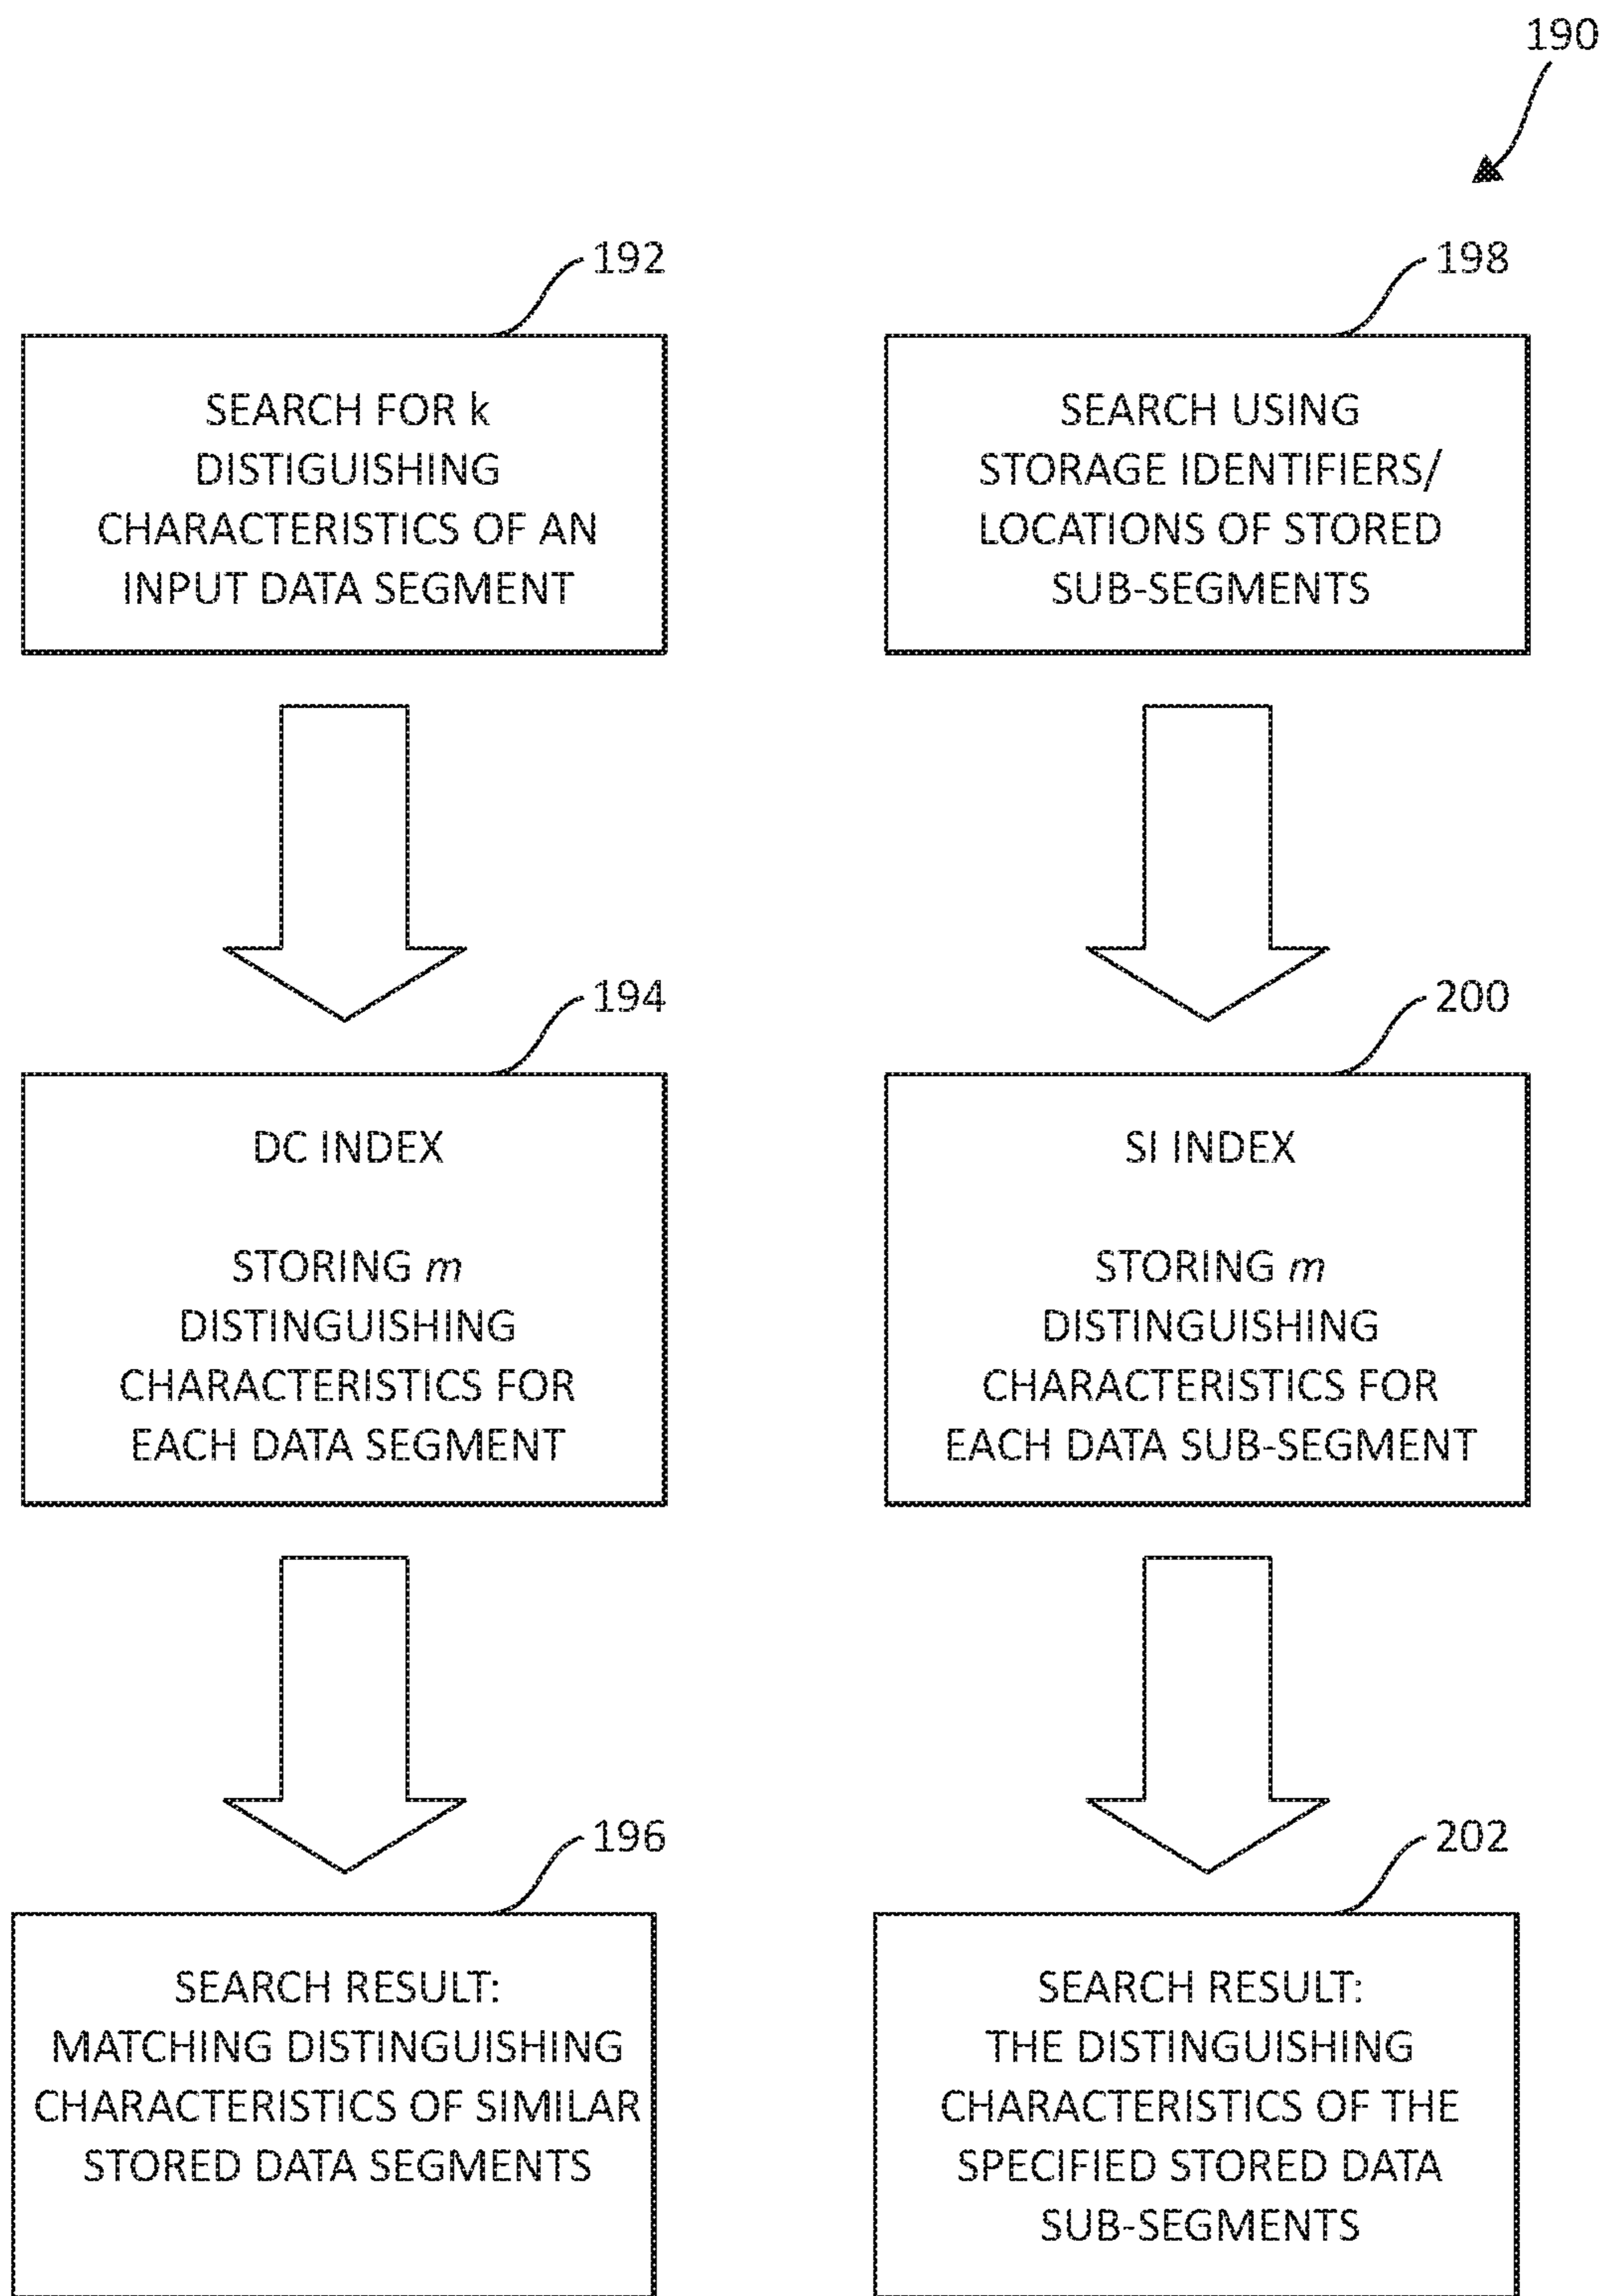 190
192
SEARCH FOR k
DISTIGUISHING
CHARACTERISTICS OF AN
INPUT DATA SEGMENT
198
SEARCH USING
STORAGE IDENTIFIERS/
LOCATIONS OF STORED
SUB-SEGMENTS
194
DC INDEX
STORING m
DISTINGUISHING
CHARACTERISTICS FOR
EACH DATA SEGMENT
200
SI INDEX
STORING m
DISTINGUISHING
CHARACTERISTICS FOR
EACH DATA SUB-SEGMENT
196
SEARCH RESULT:
MATCHING DISTINGUISHING
CHARACTERISTICS OF SIMILAR
STORED DATA SEGMENTS
202
SEARCH RESULT:
THE DISTINGUISHING
CHARACTERISTICS OF THE
SPECIFIED STORED DATA
SUB-SEGMENTS